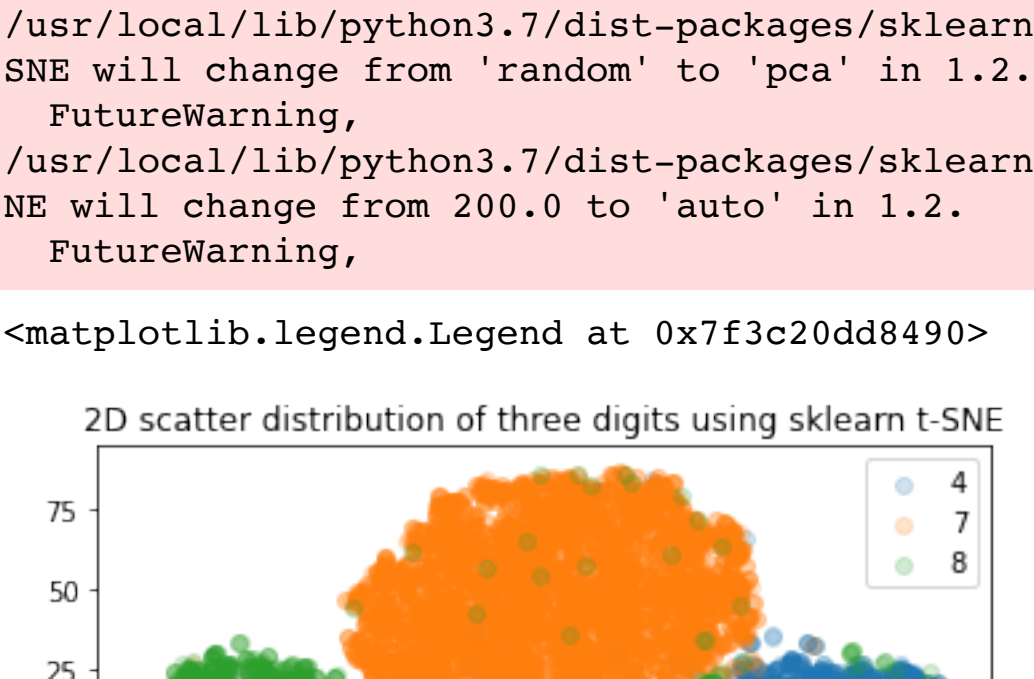 /usr/local/lib/python3.7/dist-packages/sklearn
SNE will change from 'random' to 'pca' in 1.2.
FutureWarning,
/usr/local/lib/python3.7/dist-packages/sklearn
NE will change from 200.0 to 'auto' in 1.2.
FutureWarning,
<matplotlib.legend.Legend at 0x7f3c20dd8490>
2D scatter distribution of three digits using sklearn t-SNE
4
7
8
75
50
25